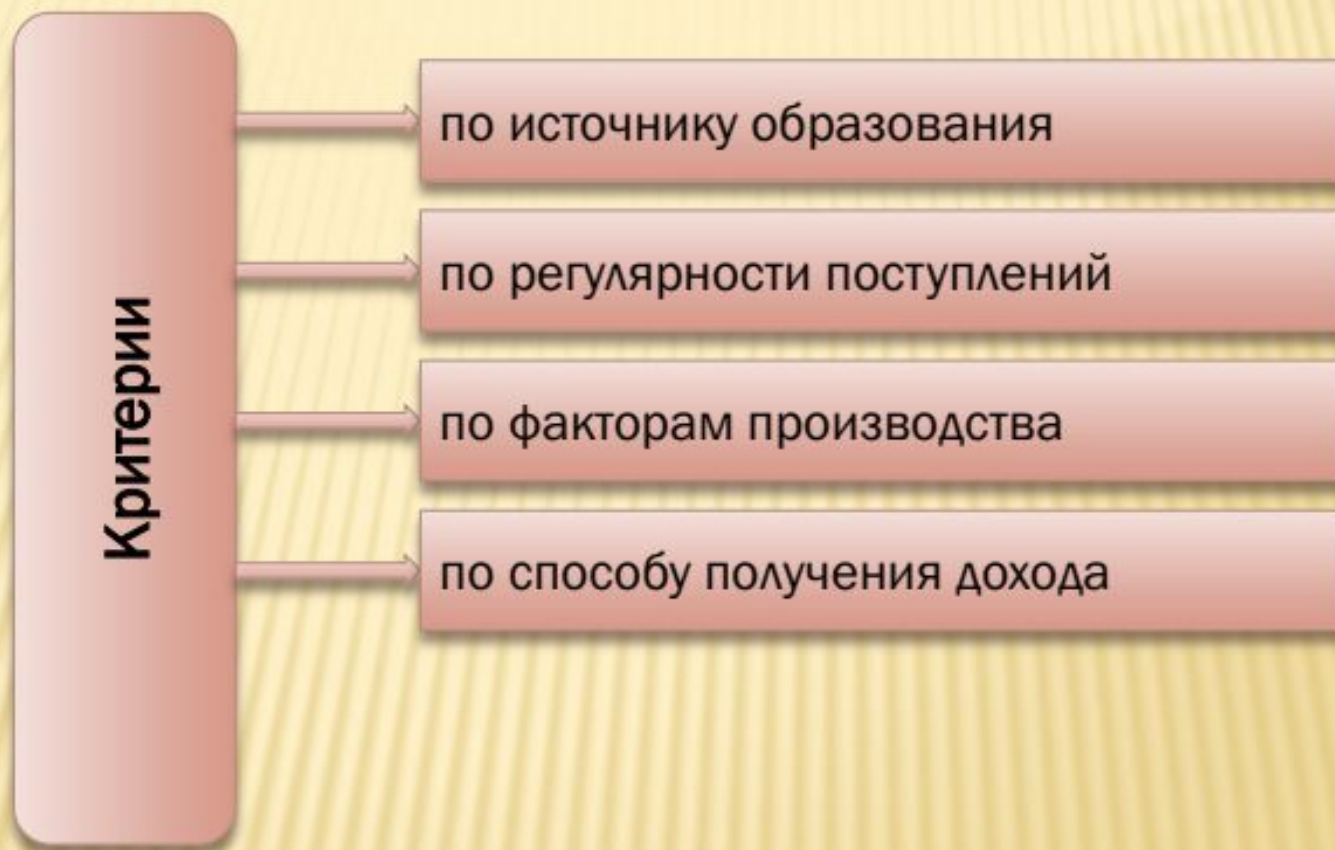 Критерии
по источнику образования
по регулярности поступлений
по факторам производства
по способу получения дохода